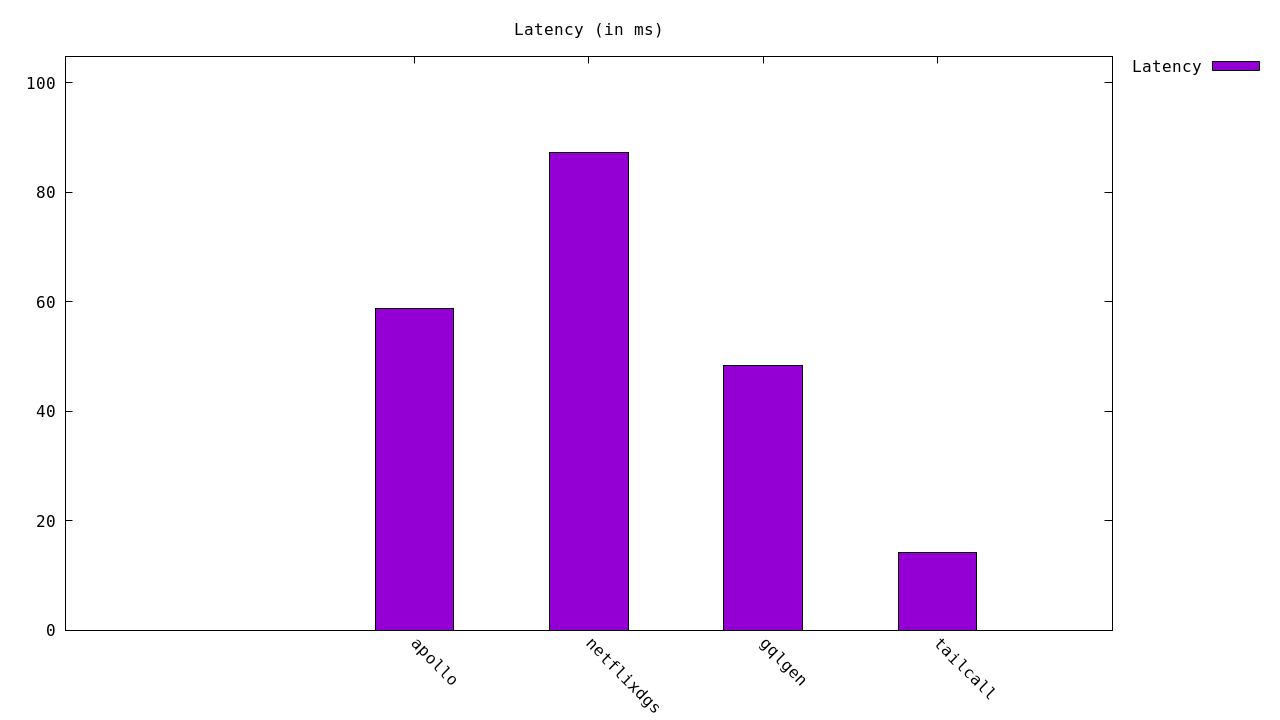 Latency (in ms)
Latency
100
80
60
40
20
0
apollo
netflixdgs
gqlgen
tailcall